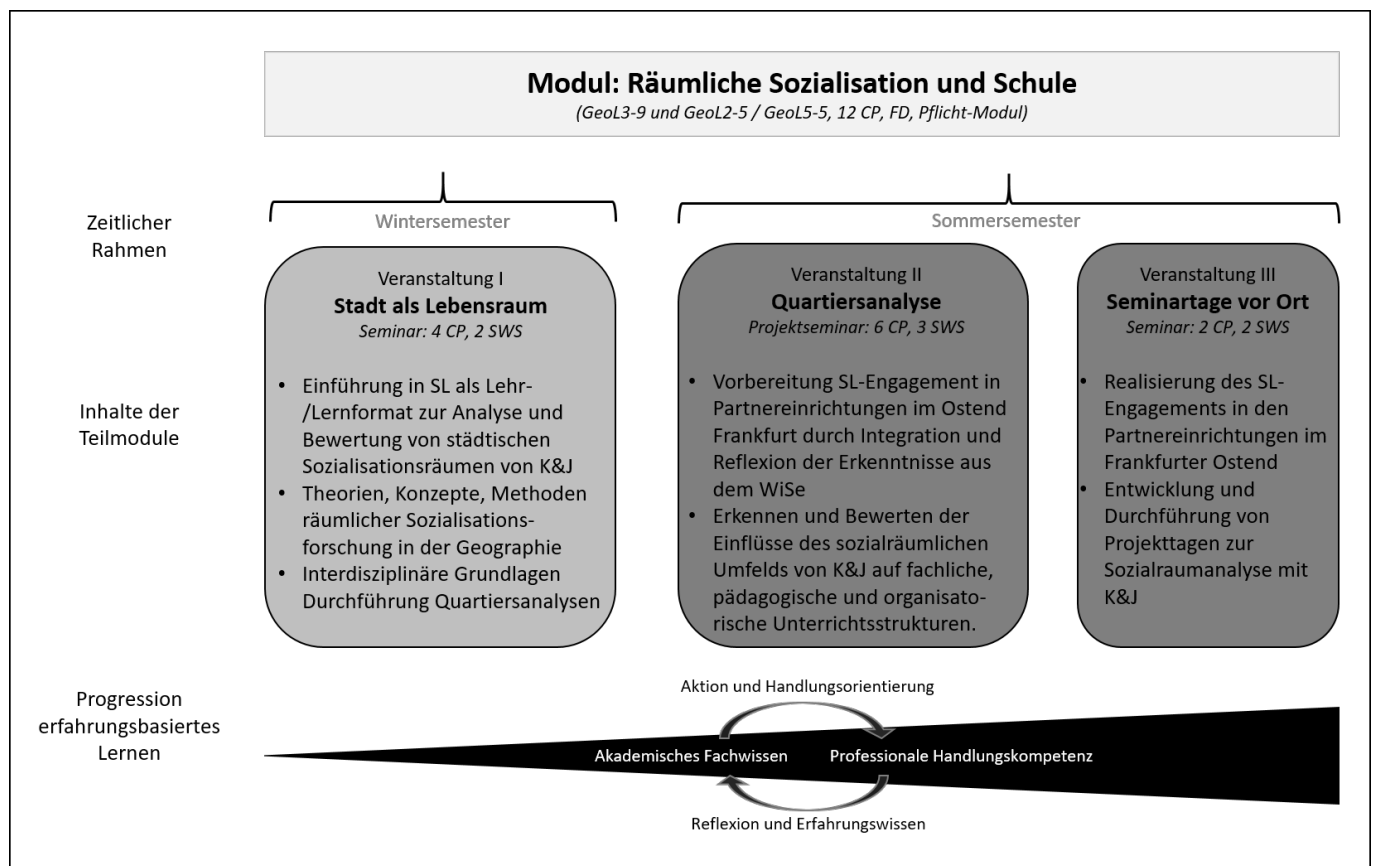 Modul: Räumliche Sozialisation und Schule
(GeoL3-9 und GeoL2-5 / GeoL5-5, 12 CP, FD, Pflicht-Modul)
Zeitlicher
Rahmen
Wintersemester
Sommersemester
Inhalte der
Teilmodule
Veranstaltung I
Stadt als Lebensraum
Seminar: 4 CP, 2 SWS
• Einführung in SL als Lehr-
/Lernformat zur Analyse und
Bewertung von städtischen
Sozialisationsräumen von K&J
• Theorien, Konzepte, Methoden
räumlicher Sozialisations-
forschung in der Geographie
• Interdisziplinäre Grundlagen
Durchführung Quartiersanalysen
Veranstaltung II
Quartiersanalyse
Projektseminar: 6 CP, 3 SWS
• Vorbereitung SL-Engagement in
Partnereinrichtungen im Ostend
Frankfurt durch Integration und
Reflexion der Erkenntnisse aus
dem WiSe
• Erkennen und Bewerten der
Einflüsse des sozialräumlichen
Umfelds von K&J auf fachliche,
pädagogische und organisato-
rische Unterrichtsstrukturen.
Veranstaltung III
Seminartage vor Ort
Seminar: 2 CP, 2 SWS
• Realisierung des SL-
Engagements in den
Partnereinrichtungen im
Frankfurter Ostend
• Entwicklung und
Durchführung von
Projekttagen zur
Sozialraumanalyse mit
K&J
Progression
erfahrungsbasiertes
Lernen
Aktion und Handlungsorientierung
Akademisches Fachwissen
Professionale Handlungskompetenz
Reflexion und Erfahrungswissen